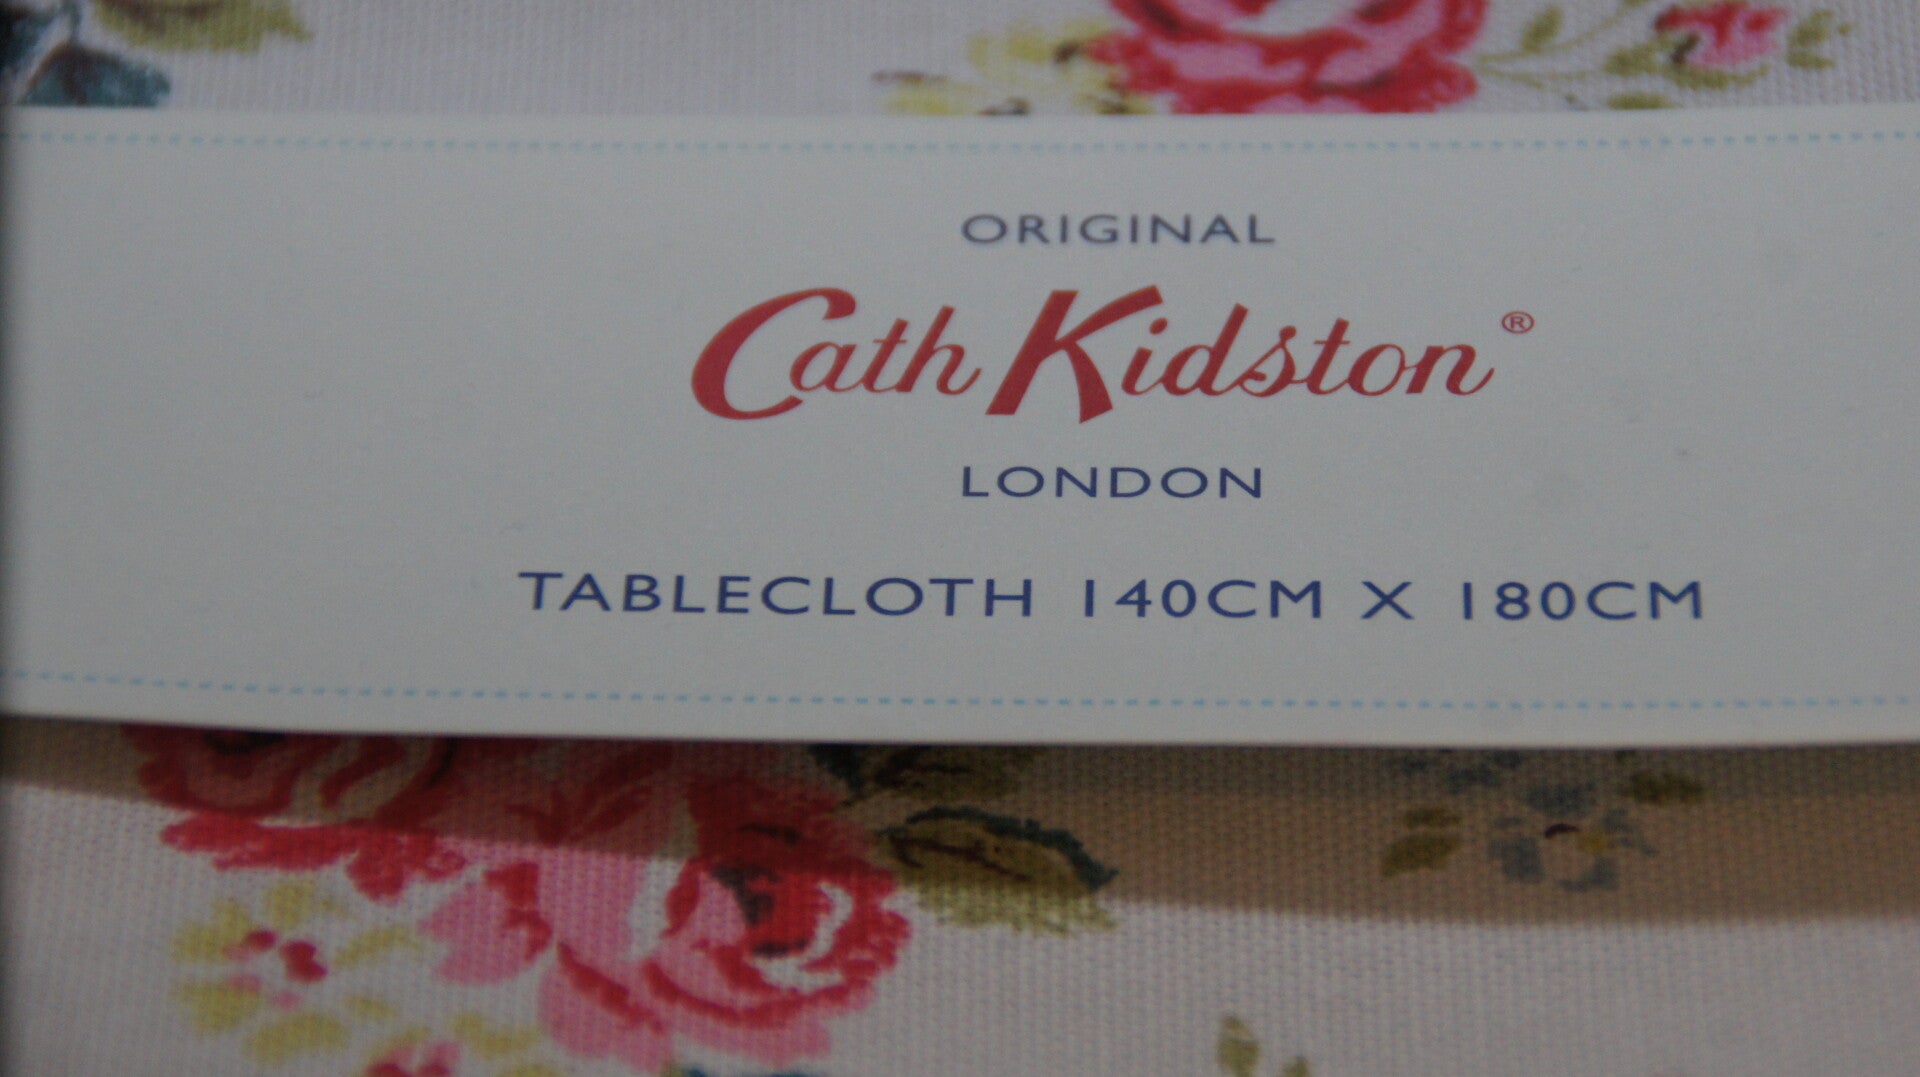 ORIGINAL
Cath Kidston®
LONDON
TABLECLOTH 140CM X 180CM